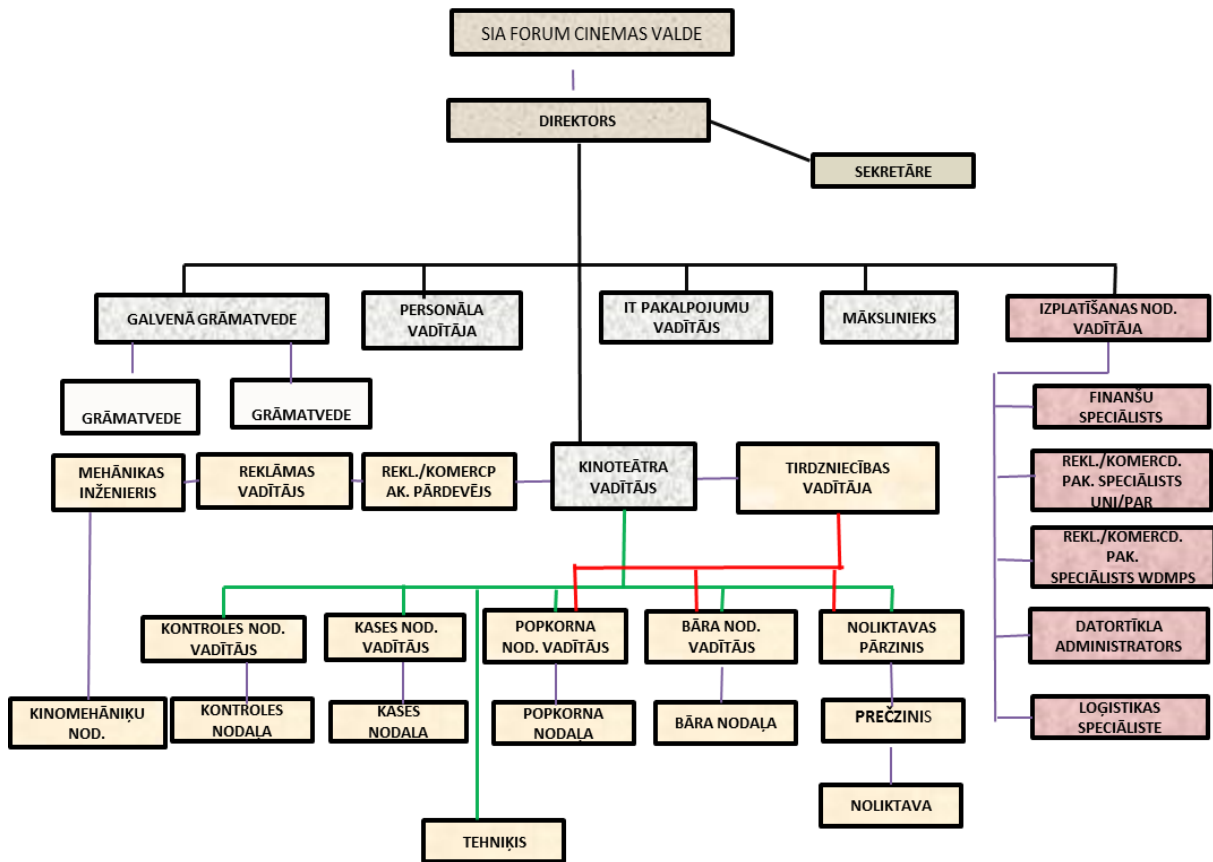 SIA FORUM CINEMAS VALDE
DIREKTORS
SEKRETĀRE
GALVENĀ GRĀMATVEDE
PERSONĀLA
VADĪTĀJA
IT PAKALPOJUMU
VADĪTĀJS
MĀKSLINIEKS
IZPLATĪŠANAS NOD.
VADĪTĀJA
GRĀMATVEDE
GRĀMATVEDE
FINANŠU
SPECIĀLISTS
MEHĀNIKAS
INŽENIERIS
REKLĀMAS
VADĪTĀJS
REKL./KOMERCP
AK. PĀRDEVĒJS
KINOTEĀTRA
VADĪTĀJS
TIRDZNIECĪBAS
VADĪTĀJA
REKL./KOMERCD.
PAK. SPECIĀLISTS
UNI/PAR
REKL./KOMERCD.
PAK.
SPECIĀLISTS WDMPS
KONTROLES NOD.
VADĪTĀJS
KASES NOD.
VADĪTĀJS
POPKORNA
NOD. VADĪTĀJS
BĀRA NOD.
VADĪTĀJS
NOLIKTAVAS
PĀRZINIS
DATORTĪKLA
ADMINISTRATORS
KINOMEHĀNIĶU
NOD.
KONTROLES
NODAĻA
KASES
NODAĻA
POPKORNA
NODAĻA
BĀRA NODAĻA
PREČZINIS
LOĢISTIKAS
SPECIĀLISTE
NOLIKTAVA
TEHNIĶIS